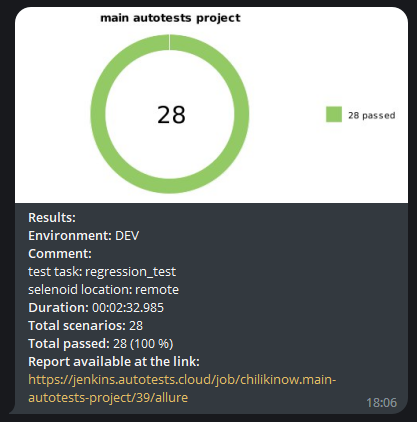 main autotests project
28
28 passed
Results:
Environment: DEV
Comment:
test task: regression_test
selenoid location: remote
Duration: 00:02:32.985
Total scenarios: 28
Total passed: 28 (100 %)
Report available at the link:
https://jenkins.autotests.cloud/job/chilikinow.main-
autotests-project/39/allure
18:06